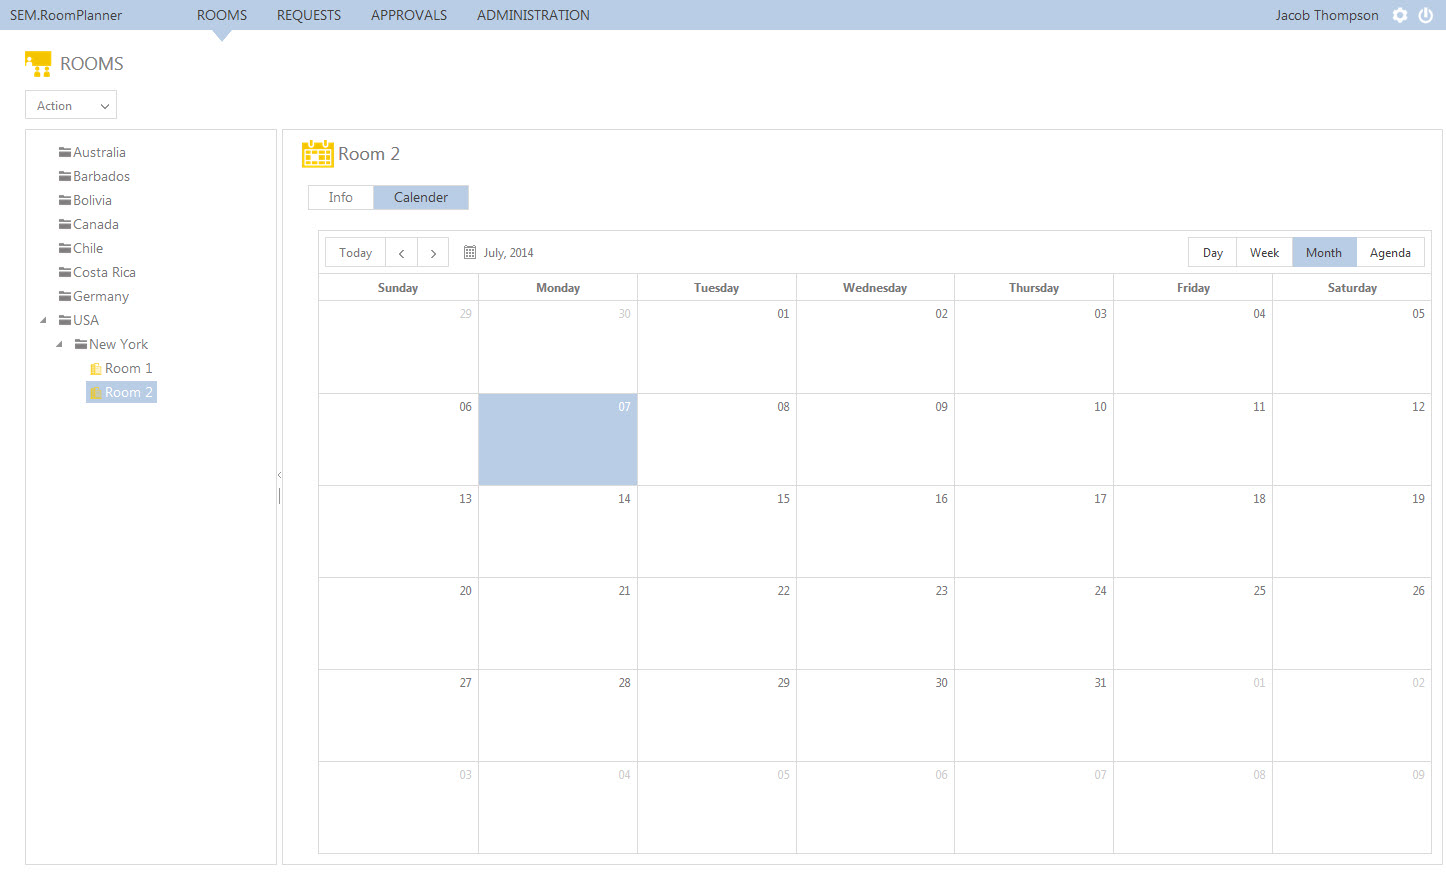 SEM.RoomPlanner ROOMS REQUESTS APPROVALS ADMINISTRATION Jacob Thompson
ROOMS
Action
Australia
Barbados
Bolivia
Canada
Chile
Costa Rica
Germany
USA
New York
Room 1
Room 2
Room 2
Info Calender
Today < > July, 2014 Day Week Month Agenda
Sunday Monday Tuesday Wednesday Thursday Friday Saturday
29 30 01 02 03 04 05
06 07 08 09 10 11 12
13 14 15 16 17 18 19
20 21 22 23 24 25 26
27 28 29 30 31 01 02
03 04 05 06 07 08 09